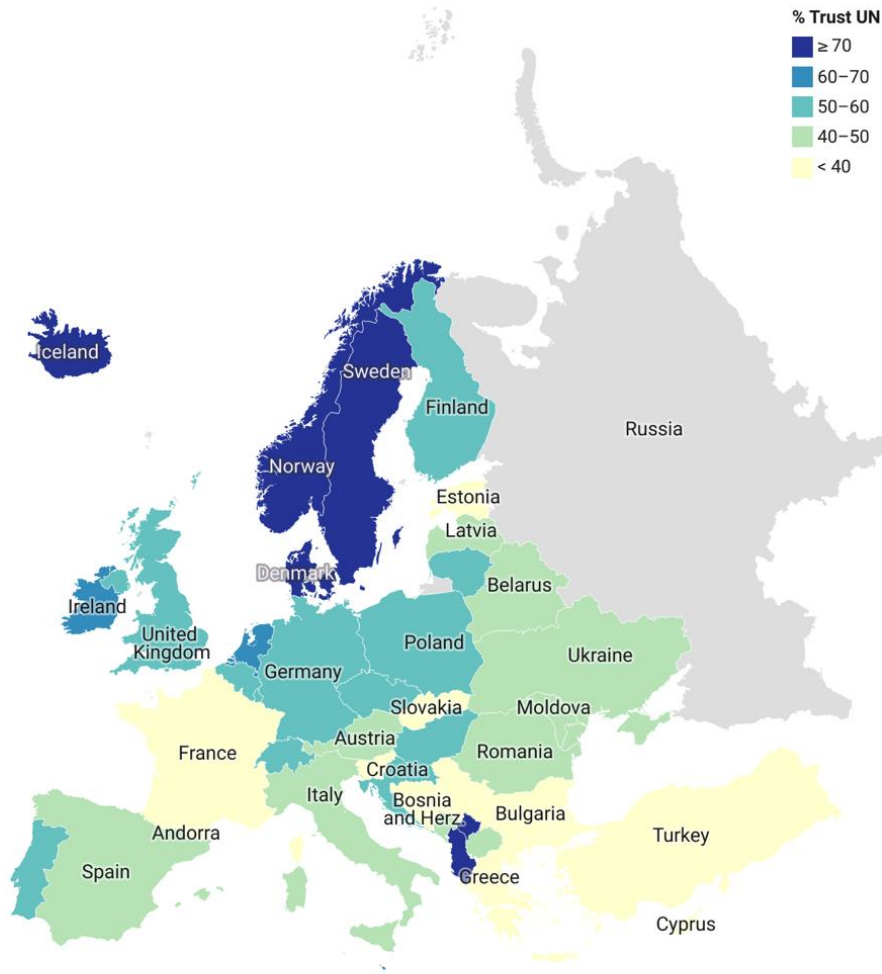 % Trust UN
≥ 70
60–70
50–60
40–50
< 40
Iceland
Sweden
Finland
Russia
Norway
Estonia
Latvia
Denmark
Belarus
Ireland
United
Kingdom
Poland
Ukraine
Germany
Slovakia
Moldova
Austria
France
Romania
Croatia
Italy
Bosnia
and Herz.
Bulgaria
Andorra
Turkey
Spain
Greece
Cyprus